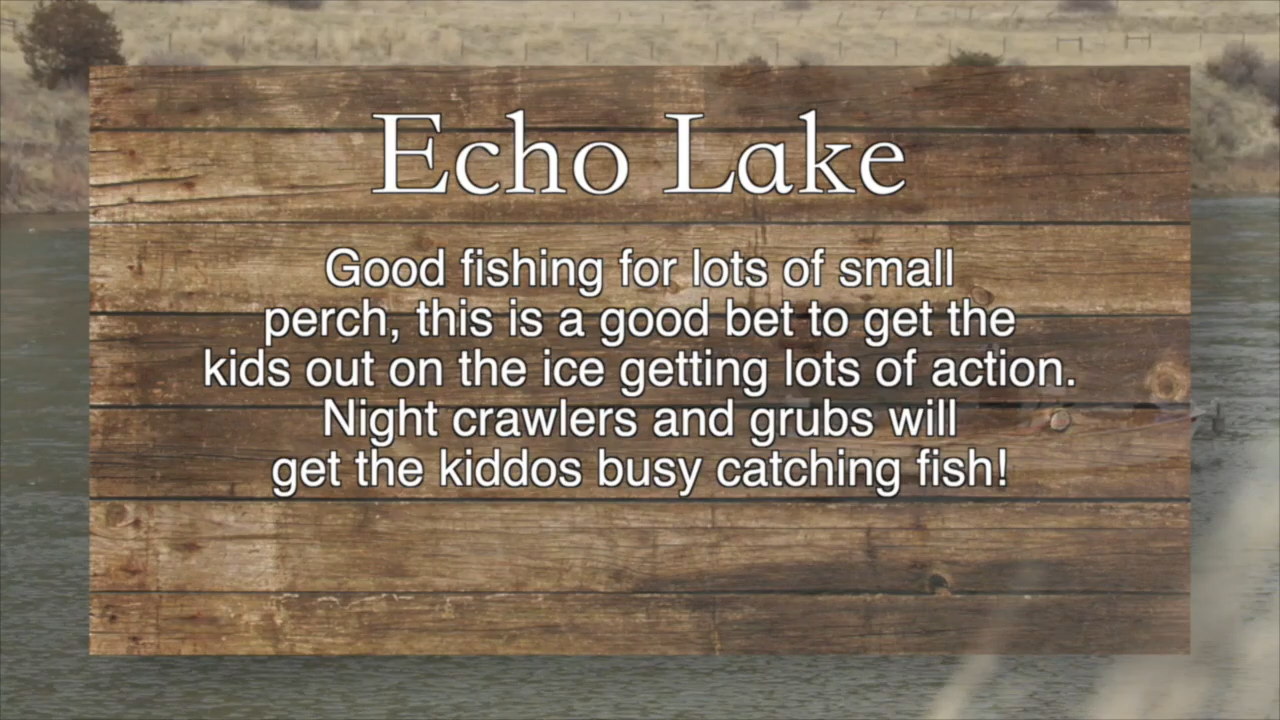 Echo Lake
Good fishing for lots of small
perch, this is a good bet to get the
kids out on the ice getting lots of action.
Night crawlers and grubs will
get the kiddos busy catching fish!